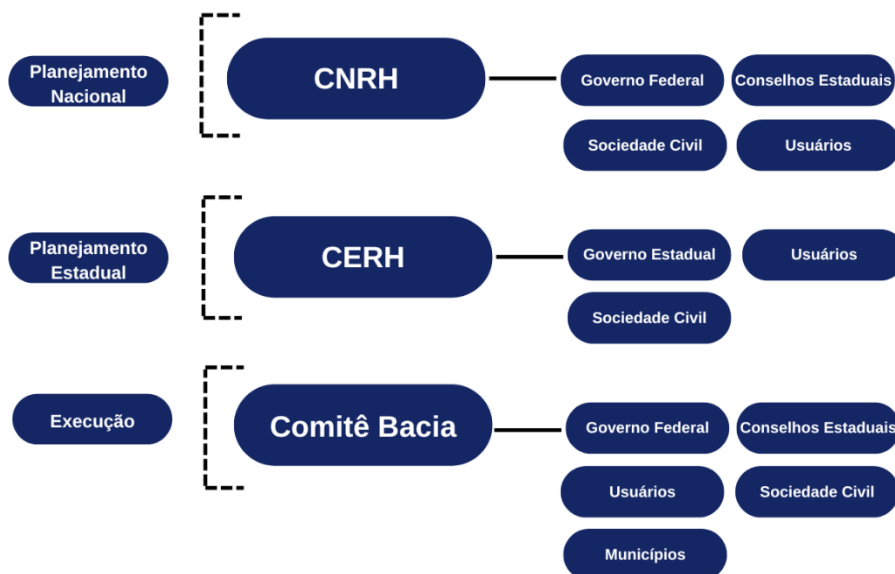 Planejamento
Nacional
CNRH
Governo Federal
Conselhos Estaduais
Sociedade Civil
Usuários
Planejamento
Estadual
CERH
Governo Estadual
Usuários
Sociedade Civil
Execução
Comitê Bacia
Governo Federal
Conselhos Estaduais
Usuários
Sociedade Civil
Municípios